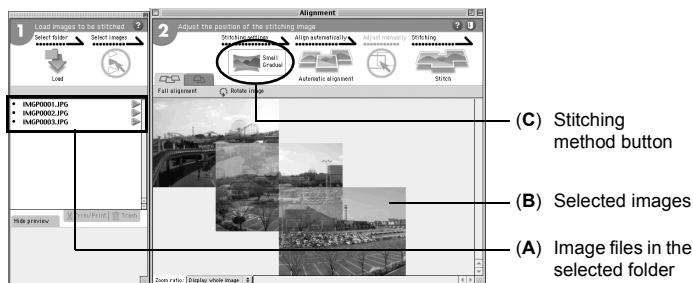 Alignment
1 Load images to be stitched ?
Select folder Select images
Load
• IMGP0001.JPG
• IMGP0002.JPG
• IMGP0003.JPG
Hide preview Trim/Print Trash
2 Adjust the position of the stitching image ?
Stitching settings Align automatically Adjust manually Stitching
Small
Gradual
Automatic alignment Stitch
Full alignment Rotate image
Zoom ratio: Display whole image
(C) Stitching
method button
(B) Selected images
(A) Image files in the
selected folder